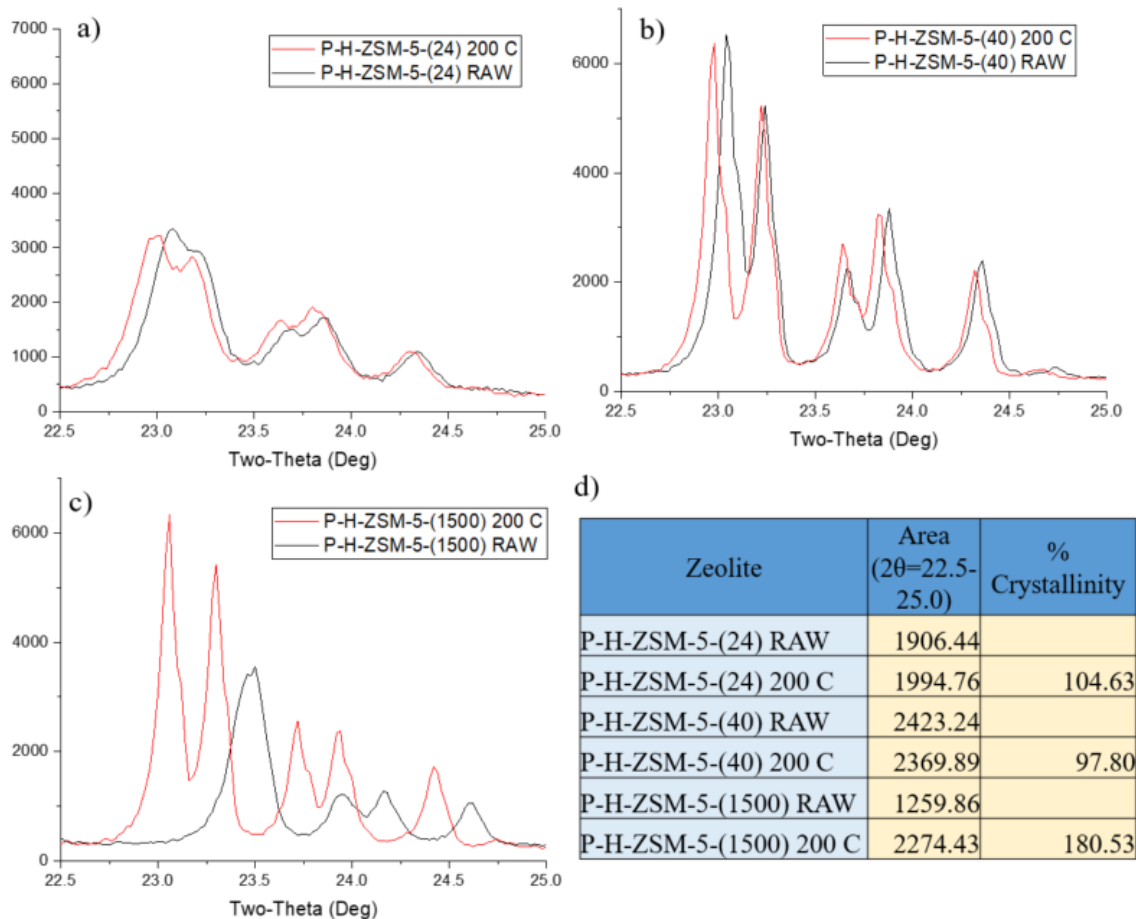 a)
P-H-ZSM-5-(24) 200 C
P-H-ZSM-5-(24) RAW
7000
6000
5000
4000
3000
2000
1000
0
22.5 23.0 23.5 24.0 24.5 25.0
Two-Theta (Deg)
b)
P-H-ZSM-5-(40) 200 C
P-H-ZSM-5-(40) RAW
6000
4000
2000
0
22.5 23.0 23.5 24.0 24.5 25.0
Two-Theta (Deg)
c)
P-H-ZSM-5-(1500) 200 C
P-H-ZSM-5-(1500) RAW
6000
4000
2000
0
22.5 23.0 23.5 24.0 24.5 25.0
Two-Theta (Deg)
d)
Zeolite
Area
(2θ=22.5-
25.0)
%
Crystallinity
P-H-ZSM-5-(24) RAW 1906.44
P-H-ZSM-5-(24) 200 C 1994.76 104.63
P-H-ZSM-5-(40) RAW 2423.24
P-H-ZSM-5-(40) 200 C 2369.89 97.80
P-H-ZSM-5-(1500) RAW 1259.86
P-H-ZSM-5-(1500) 200 C 2274.43 180.53